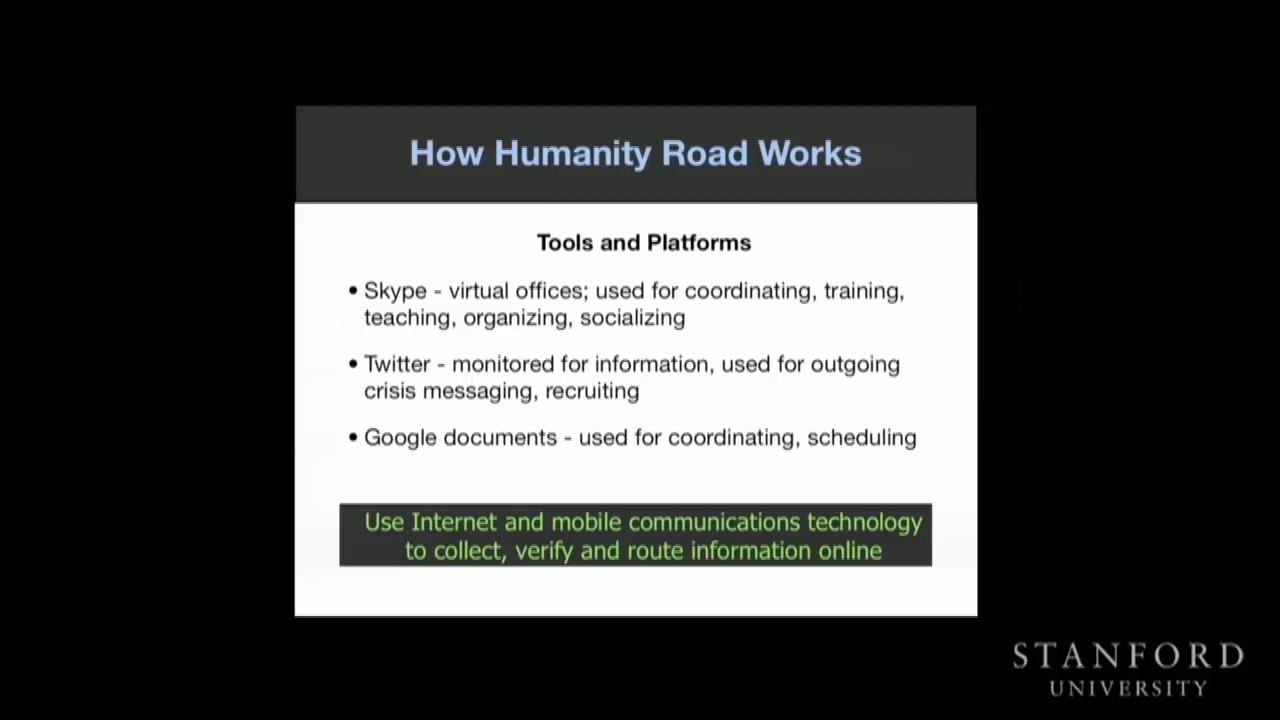 How Humanity Road Works
Tools and Platforms
• Skype - virtual offices; used for coordinating, training,
teaching, organizing, socializing
• Twitter - monitored for information, used for outgoing
crisis messaging, recruiting
• Google documents - used for coordinating, scheduling
Use Internet and mobile communications technology
to collect, verify and route information online
STANFORD
UNIVERSITY